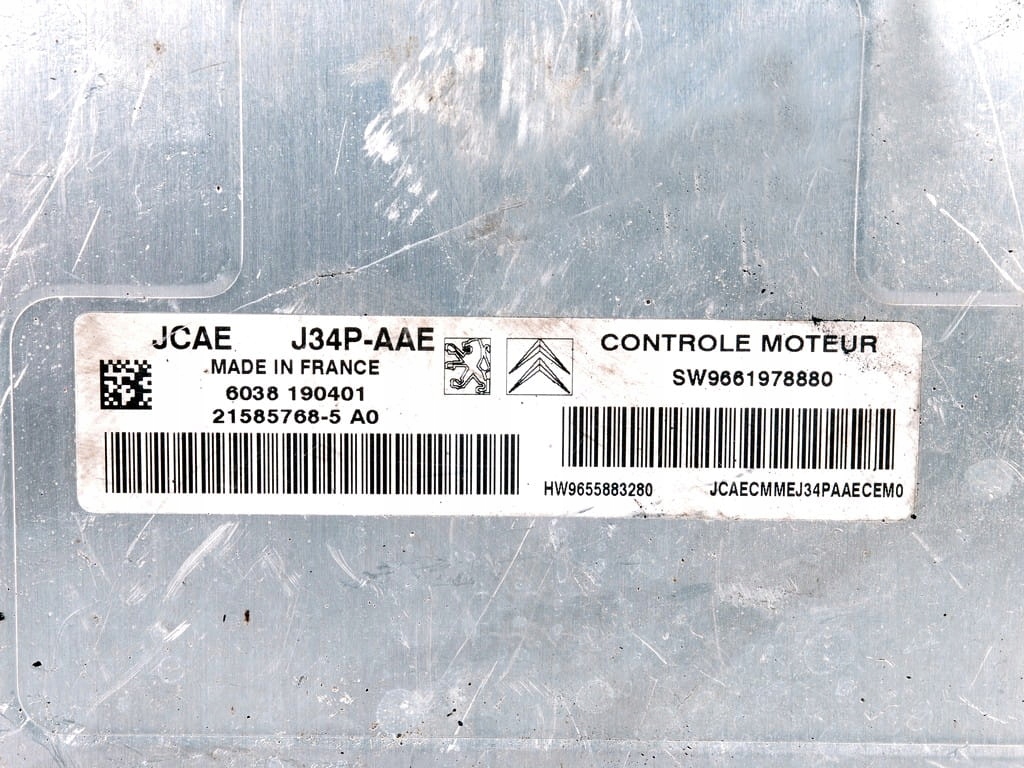 JCAE J34P-AAE
MADE IN FRANCE
6038 190401
21585768-5 A0
CONTROLE MOTEUR
SW9661978880
HW9655883280 JCAECMMEJ34PAAECEM0